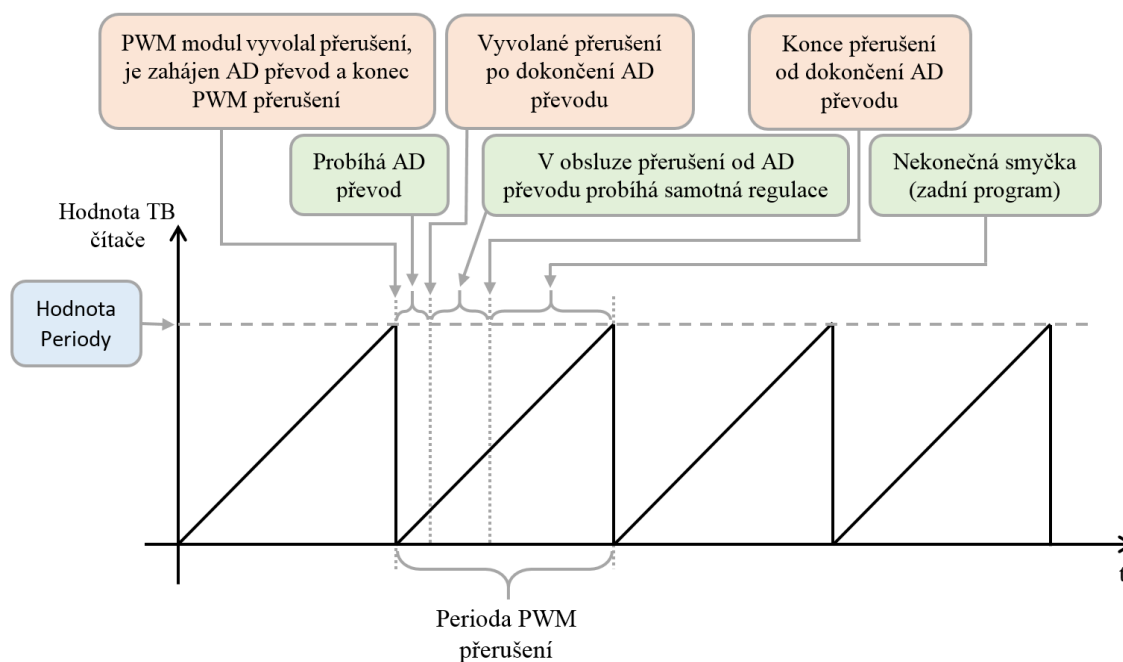 PWM modul vyvolal přerušení,
je zahájen AD převod a konec
PWM přerušení
Vyvolané přerušení
po dokončení AD
převodu
Konce přerušení
od dokončení AD
převodu
Probíhá AD
převod
V obsluze přerušení od AD
převodu probíhá samotná regulace
Nekonečná smyčka
(zadní program)
Hodnota TB
čítače
Hodnota
Periody
t
Perioda PWM
přerušení